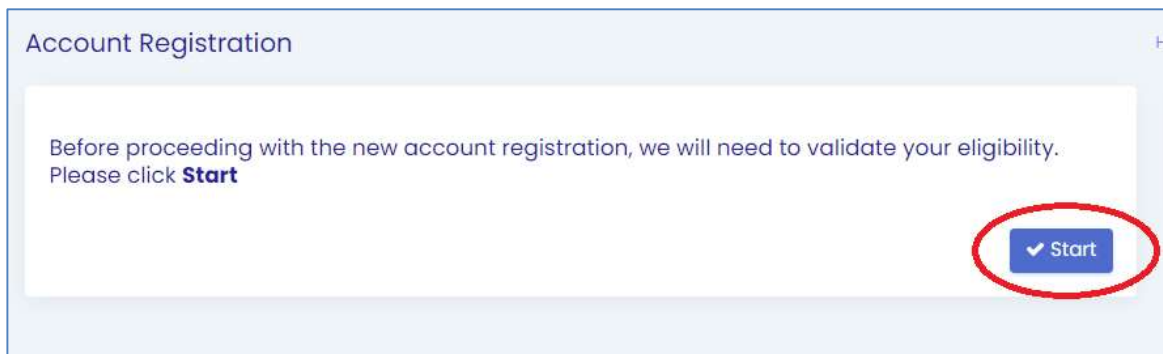 Account Registration
Before proceeding with the new account registration, we will need to validate your eligibility.
Please click Start
Start